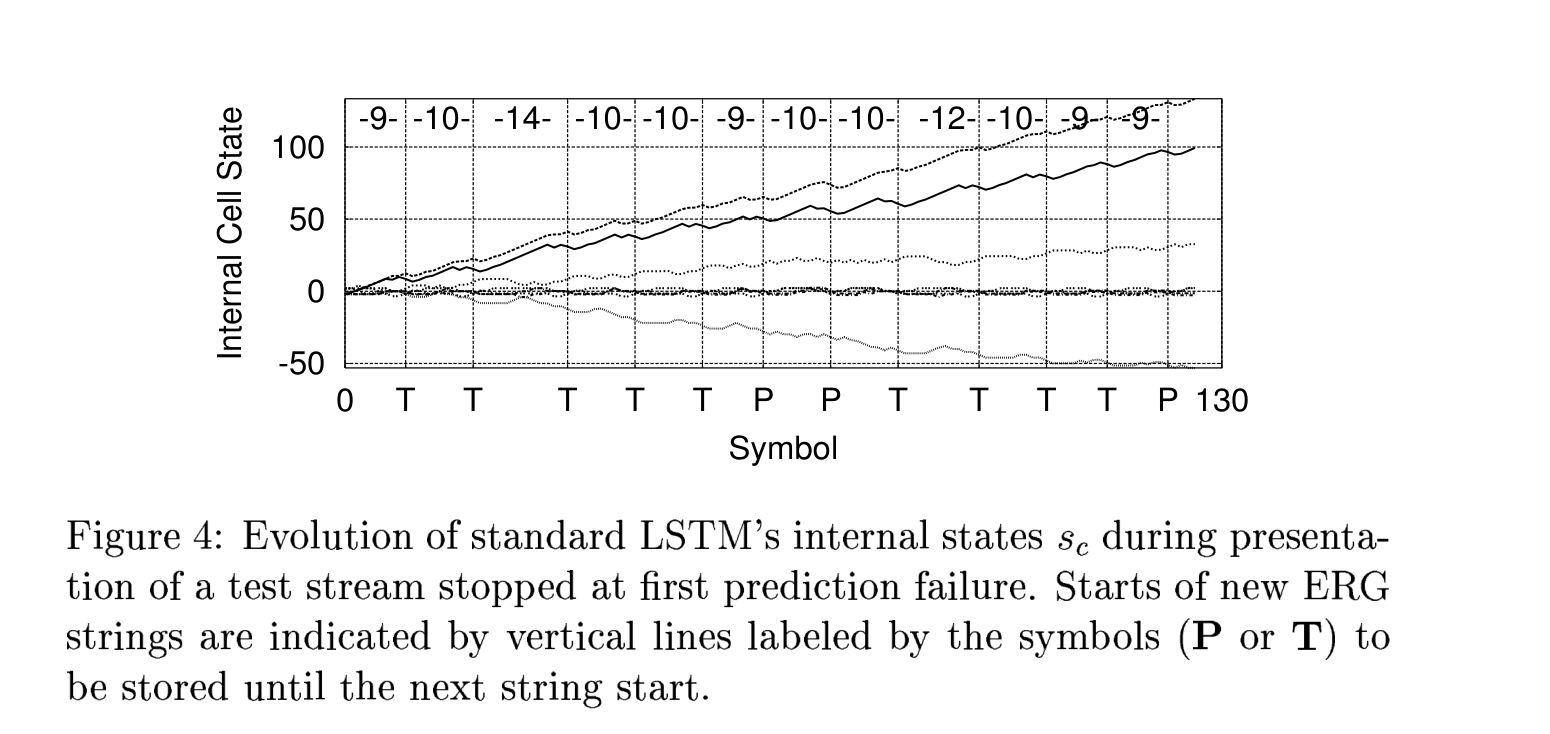 -9- -10- -14- -10- -10- -9- -10- -10- -12- -10- -9- -9-
Internal Cell State
100
50
0
-50
0 T T T T T P P T T T T P 130
Symbol
Figure 4: Evolution of standard LSTM's internal states s_c during presenta-
tion of a test stream stopped at first prediction failure. Starts of new ERG
strings are indicated by vertical lines labeled by the symbols (P or T) to
be stored until the next string start.